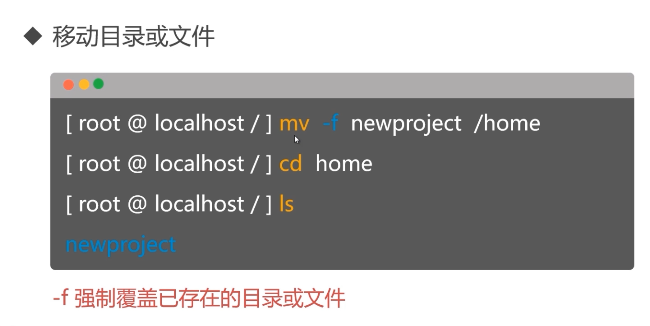 移动目录或文件
[ root @ localhost / ] mv -f newproject /home
[ root @ localhost / ] cd home
[ root @ localhost / ] ls
newproject
-f 强制覆盖已存在的目录或文件